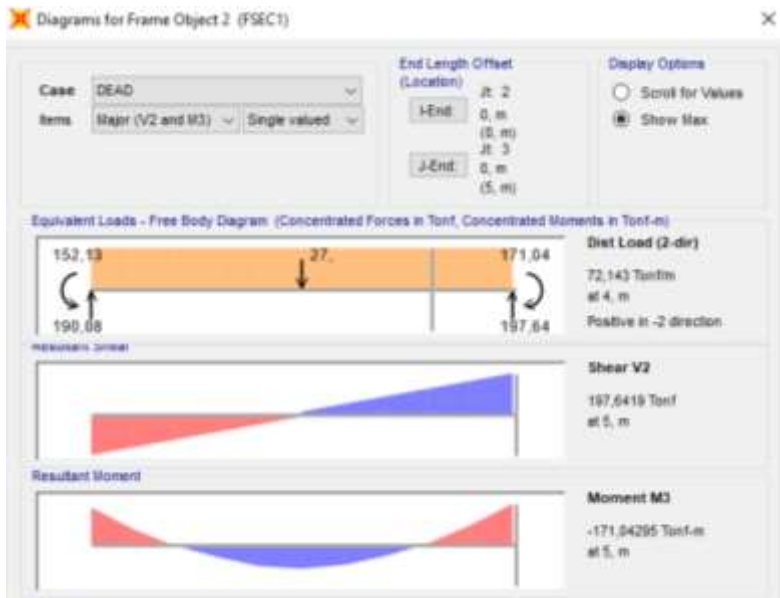 Diagrams for Frame Object 2 (FSEC1)
Case DEAD
Items Major (V2 and M3) Single valued
End Length Offset
(Location)
Jt: 2
I-End: 0, m
(0, m)
Jt: 3
J-End: 0, m
(5, m)
Display Options
Scroll for Values
Show Max
Equivalent Loads - Free Body Diagram (Concentrated Forces in Tonf, Concentrated Moments in Tonf-m)
152,13 27, 171,04
190,08 197,64
Dist Load (2-dir)
72,143 Tonf/m
at 4, m
Positive in -2 direction
Resultant Shear
Shear V2
197,6419 Tonf
at 5, m
Resultant Moment
Moment M3
-171,04295 Tonf-m
at 5, m